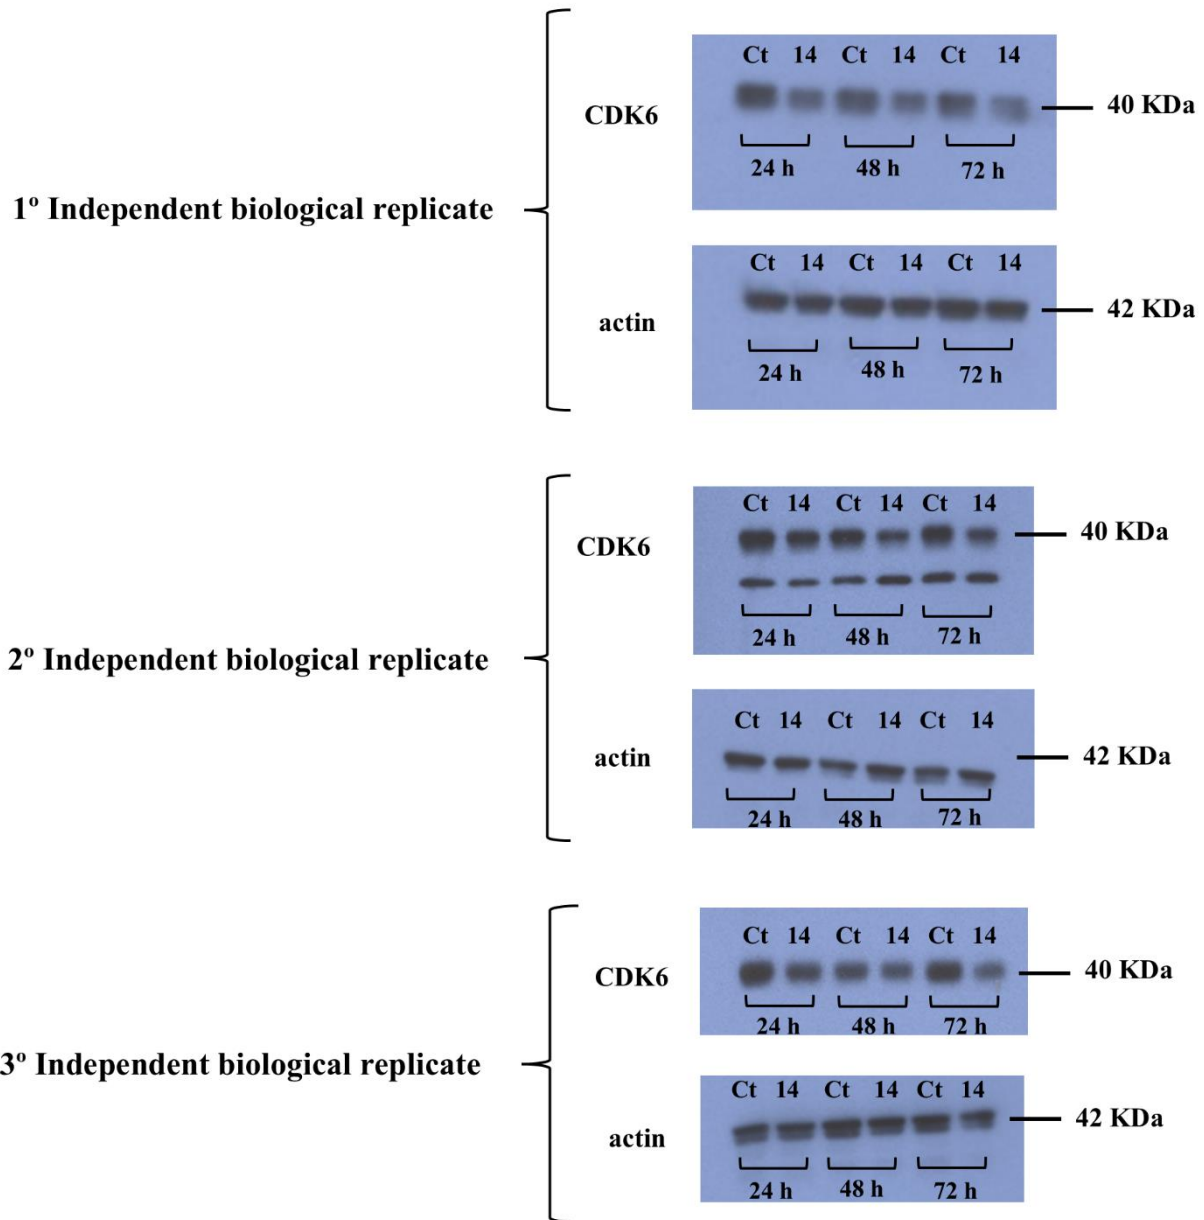 Ct 14 Ct 14 Ct 14
CDK6
40 KDa
24 h 48 h 72 h
1º Independent biological replicate
Ct 14 Ct 14 Ct 14
actin
42 KDa
24 h 48 h 72 h
Ct 14 Ct 14 Ct 14
CDK6
40 KDa
24 h 48 h 72 h
2º Independent biological replicate
Ct 14 Ct 14 Ct 14
actin
42 KDa
24 h 48 h 72 h
Ct 14 Ct 14 Ct 14
CDK6
40 KDa
24 h 48 h 72 h
3º Independent biological replicate
Ct 14 Ct 14 Ct 14
actin
42 KDa
24 h 48 h 72 h